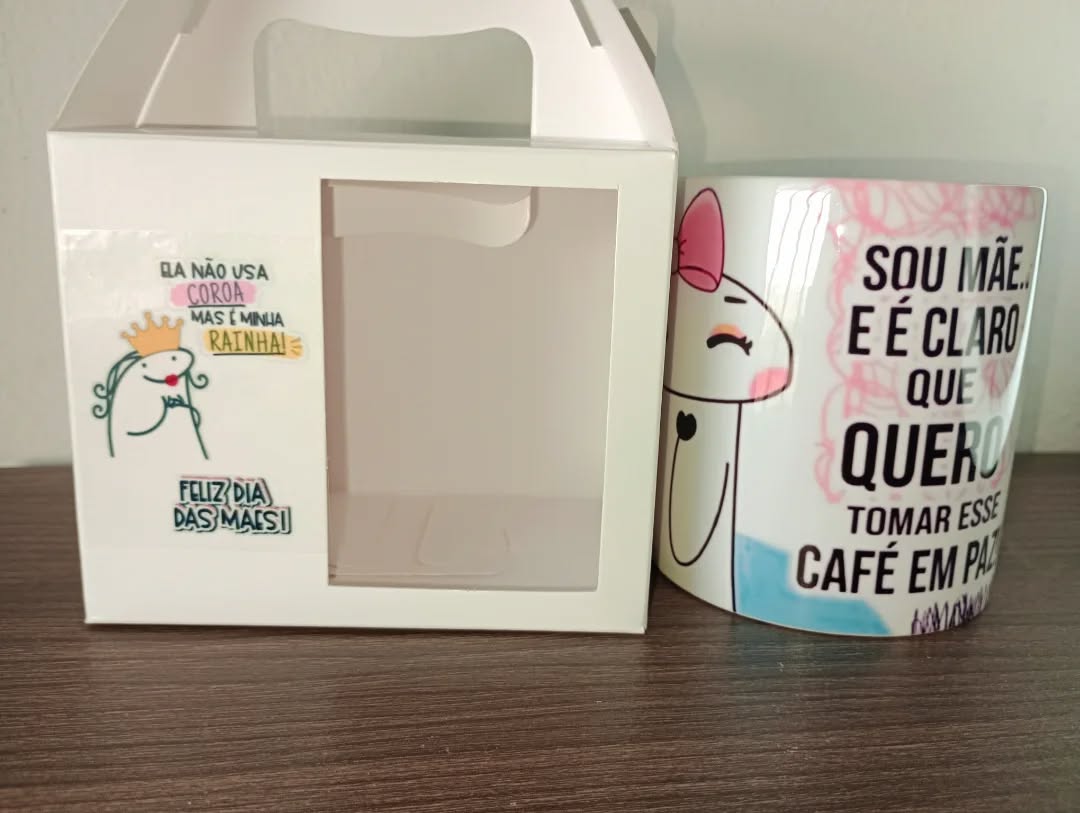 ELA NÃO USA
COROA
MAS É MINHA
RAINHA!
FELIZ DIA
DAS MÃES!
SOU MÃE..
E É CLARO
QUE
QUERO
TOMAR ESSE
CAFÉ EM PAZ!